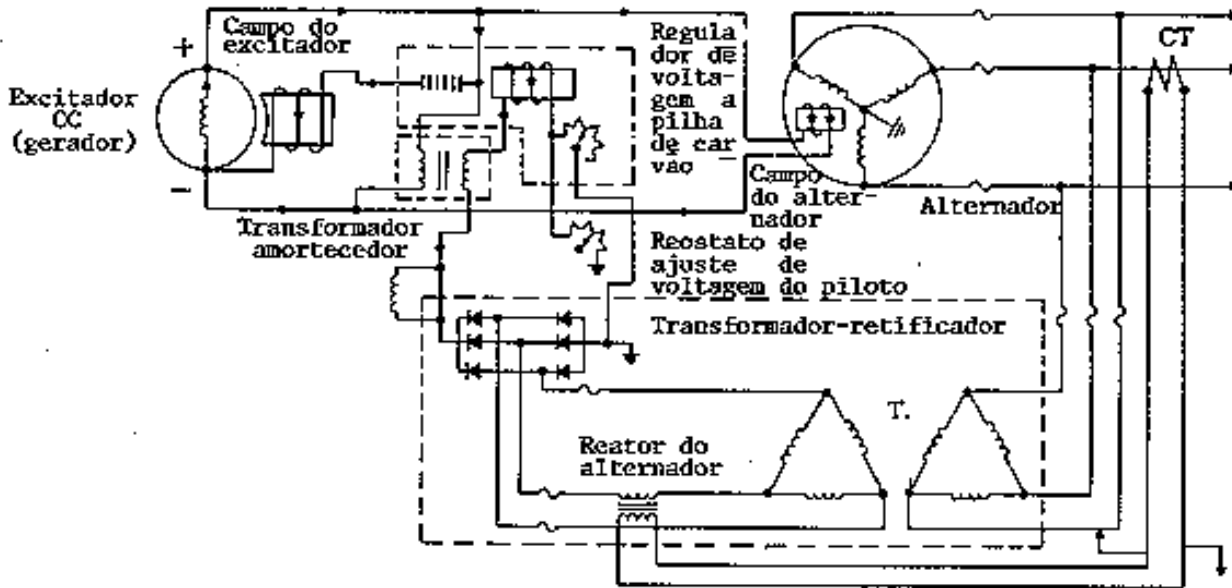 Campo do
excitador
+
Excitador
CC
(gerador)
-
Transformador
amortecedor
Regula
dor de
volta-
gem a
pilha
de car
vão
Campo
do alter-
nador
Alternador
CT
Reostato de
ajuste de
voltagem do piloto
Transformador-retificador
T.
Reator do
alternador